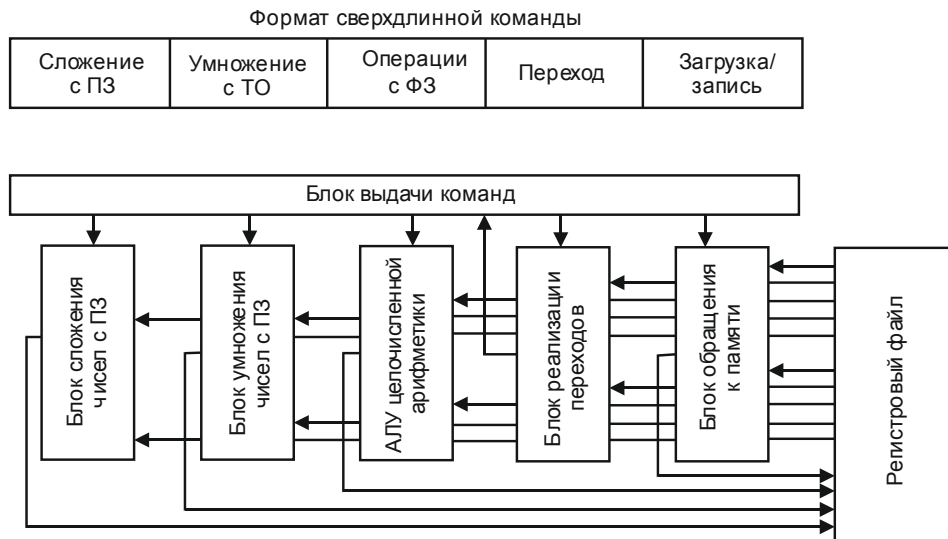 Формат сверхдлинной команды
Сложение
с ПЗ
Умножение
с ТО
Операции
с ФЗ
Переход
Загрузка/
запись
Блок выдачи команд
Блок сложения
чисел с ПЗ
Блок умножения
чисел с ПЗ
АЛУ целочисленной
арифметики
Блок реализации
переходов
Блок обращения
к памяти
Регистровый файл